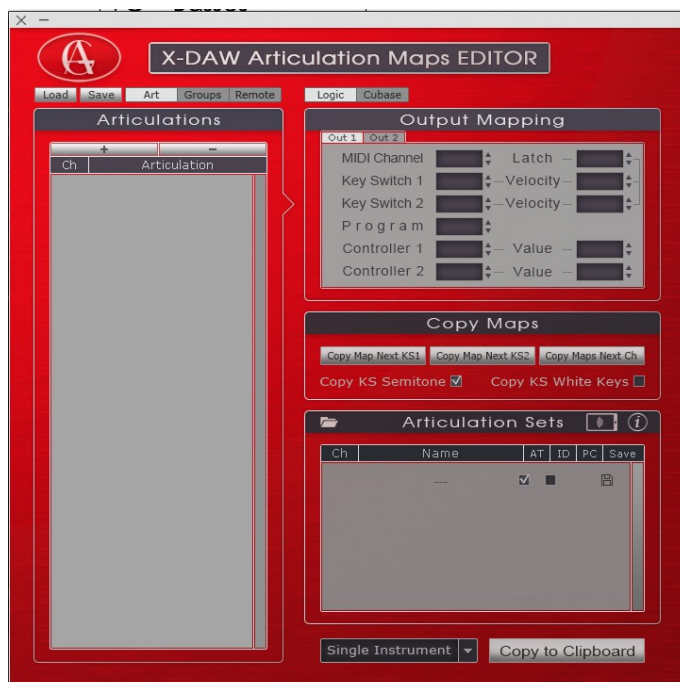 X-DAW Articulation Maps EDITOR
Load Save Art Groups Remote
Logic Cubase
Articulations
+ −
Ch Articulation
Output Mapping
Out 1 Out 2
MIDI Channel Latch
Key Switch 1 Velocity
Key Switch 2 Velocity
Program
Controller 1 Value
Controller 2 Value
Copy Maps
Copy Map Next KS1 Copy Map Next KS2 Copy Maps Next Ch
Copy KS Semitone Copy KS White Keys
Articulation Sets i
Ch Name AT ID PC Save
---
Single Instrument Copy to Clipboard